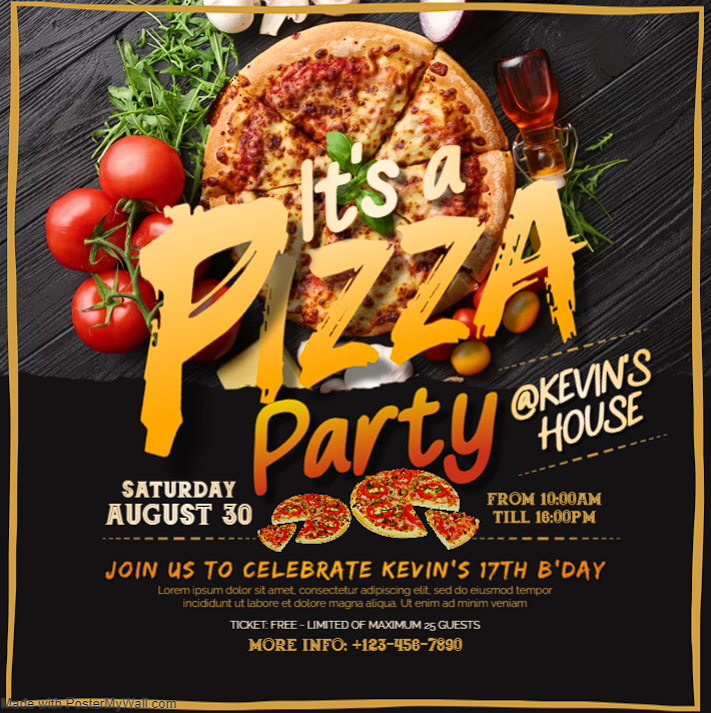 It's a
PIZZA
Party
@KEVIN'S
HOUSE
SATURDAY
AUGUST 30
FROM 10:00AM
TILL 16:00PM
JOIN US TO CELEBRATE KEVIN'S 17TH B'DAY
Lorem ipsum dolor sit amet, consectetur adipiscing elit, sed do eiusmod tempor
incididunt ut labore et dolore magna aliqua. Ut enim ad minim veniam
TICKET: FREE - LIMITED OF MAXIMUM 25 GUESTS
MORE INFO: +123-456-7890
Made with PosterMyWall.com